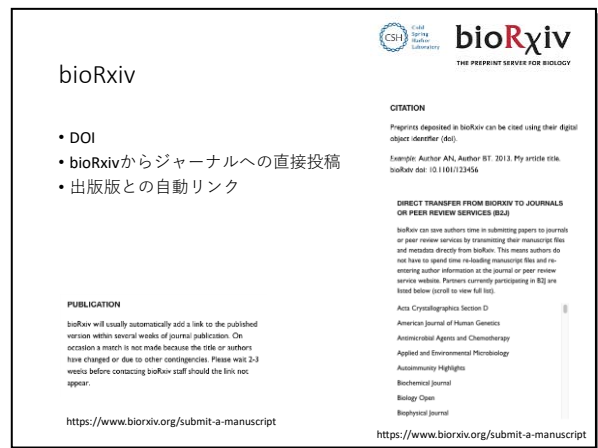 CSH
Cold
Spring
Harbor
Laboratory
bioRχiv
THE PREPRINT SERVER FOR BIOLOGY
bioRxiv
• DOI
• bioRxivからジャーナルへの直接投稿
• 出版版との自動リンク
PUBLICATION
bioRxiv will usually automatically add a link to the published
version within several weeks of journal publication. On
occasion a match is not made because the title or authors
have changed or due to other contingencies. Please wait 2-3
weeks before contacting bioRxiv staff should the link not
appear.
https://www.biorxiv.org/submit-a-manuscript
CITATION
Preprints deposited in bioRxiv can be cited using their digital
object identifier (doi).
Example: Author AN, Author BT. 2013. My article title.
bioRxiv doi: 10.1101/123456
DIRECT TRANSFER FROM BIORXIV TO JOURNALS
OR PEER REVIEW SERVICES (B2J)
bioRxiv can save authors time in submitting papers to journals
or peer review services by transmitting their manuscript files
and metadata directly from bioRxiv. This means authors do
not have to spend time re-loading manuscript files and re-
entering author information at the journal or peer review
service website. Partners currently participating in B2J are
listed below (scroll to view full list).
Acta Crystallographica Section D
American Journal of Human Genetics
Antimicrobial Agents and Chemotherapy
Applied and Environmental Microbiology
Autoimmunity Highlights
Biochemical Journal
Biology Open
Biophysical Journal
https://www.biorxiv.org/submit-a-manuscript